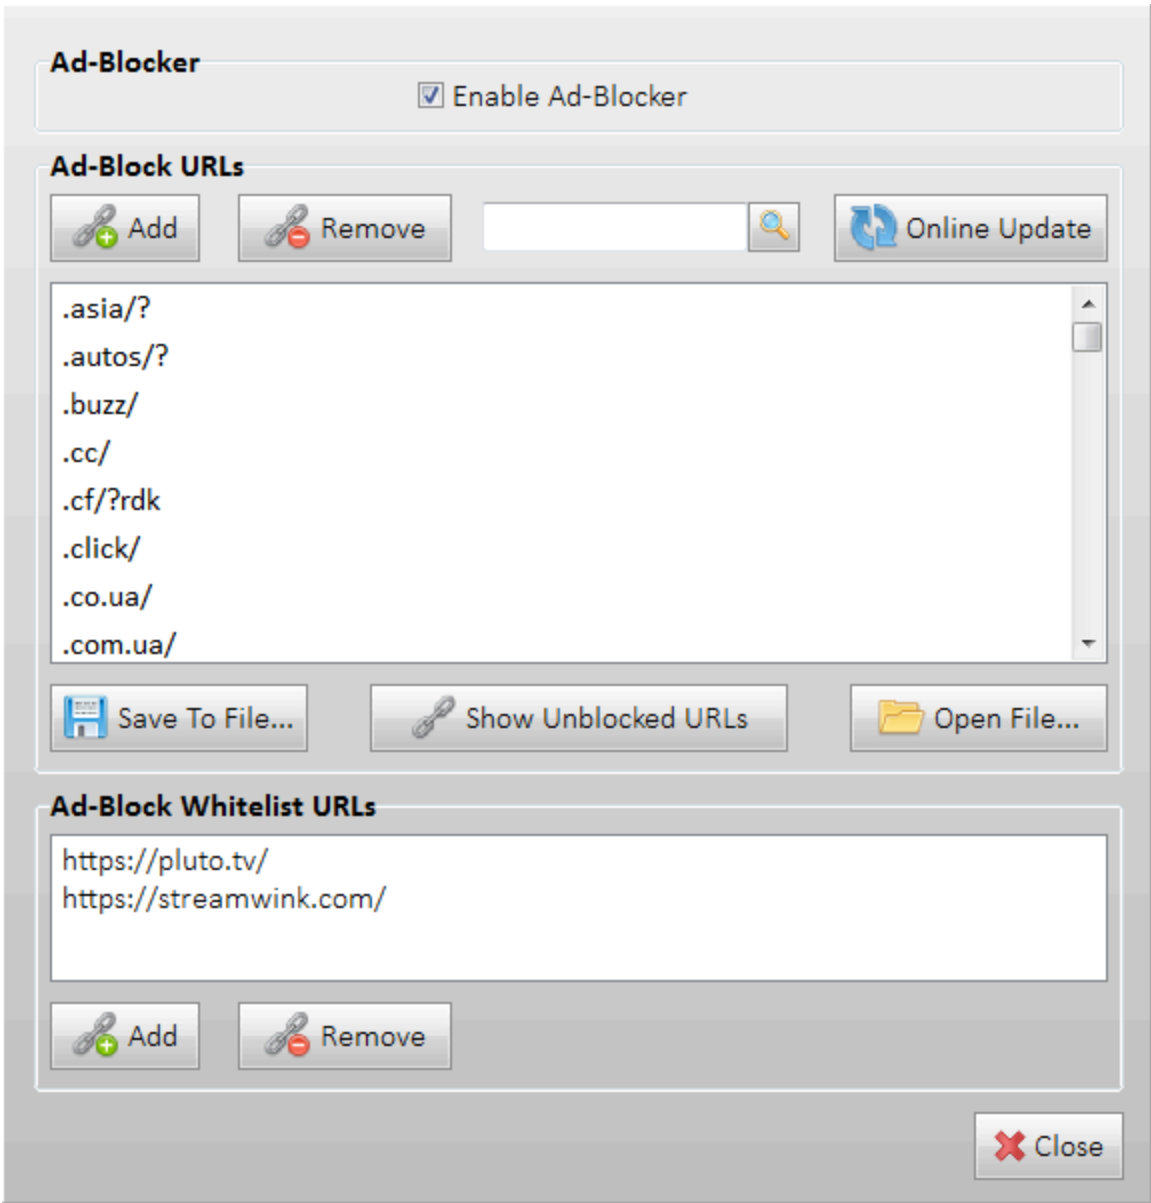 Ad-Blocker
Enable Ad-Blocker
Ad-Block URLs
Add
Remove
Online Update
.asia/?
.autos/?
.buzz/
.cc/
.cf/?rdk
.click/
.co.ua/
.com.ua/
Save To File...
Show Unblocked URLs
Open File...
Ad-Block Whitelist URLs
https://pluto.tv/
https://streamwink.com/
Add
Remove
Close